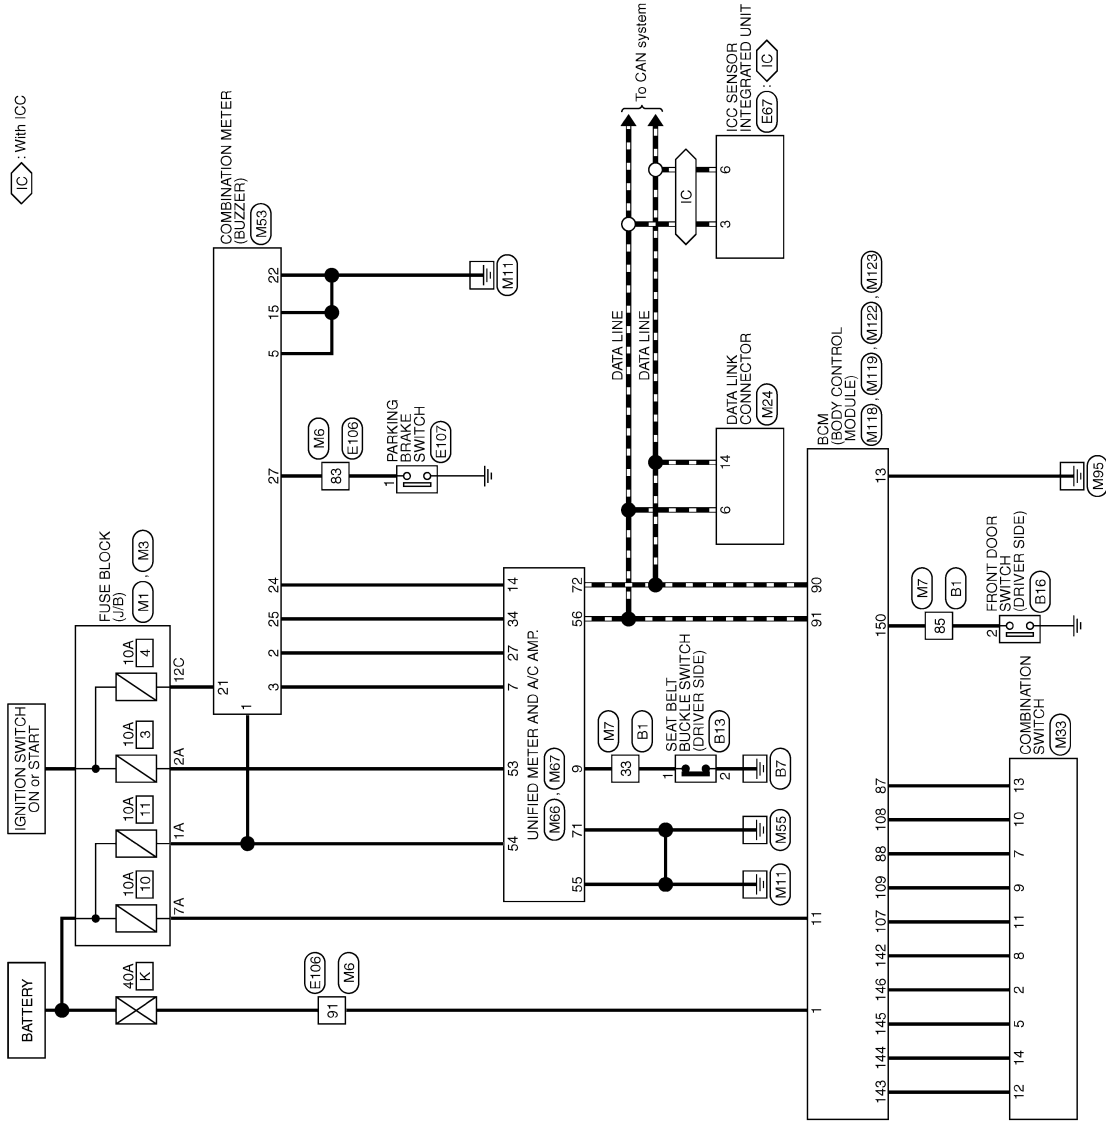 IC : With ICC
IGNITION SWITCH
ON or START
BATTERY
FUSE BLOCK
(J/B)
M1 , M3
10A
4
10A
3
10A
11
10A
10
40A
K
12C
2A
1A
7A
E106
M6
91
COMBINATION METER
(BUZZER)
M53
21
1
22
15
5
27
24
25
2
3
M11
M6
E106
83
PARKING
BRAKE
SWITCH
E107
1
UNIFIED METER AND A/C AMP.
M66 , M67
14
34
27
7
53
54
72
56
9
71
55
M7
B1
33
SEAT BELT
BUCKLE SWITCH
(DRIVER SIDE)
B13
1
2
B7
M55
M11
DATA LINE
DATA LINE
To CAN system
IC
ICC SENSOR
INTEGRATED UNIT
E67 : IC
6
3
DATA LINK
CONNECTOR
M24
14
6
BCM
(BODY CONTROL
MODULE)
M118 , M119 , M122 , M123
90
91
11
1
13
150
87
108
88
109
107
142
146
145
144
143
M95
M7
B1
85
FRONT DOOR
SWITCH
(DRIVER SIDE)
B16
2
COMBINATION
SWITCH
M33
13
10
7
9
11
8
2
5
14
12